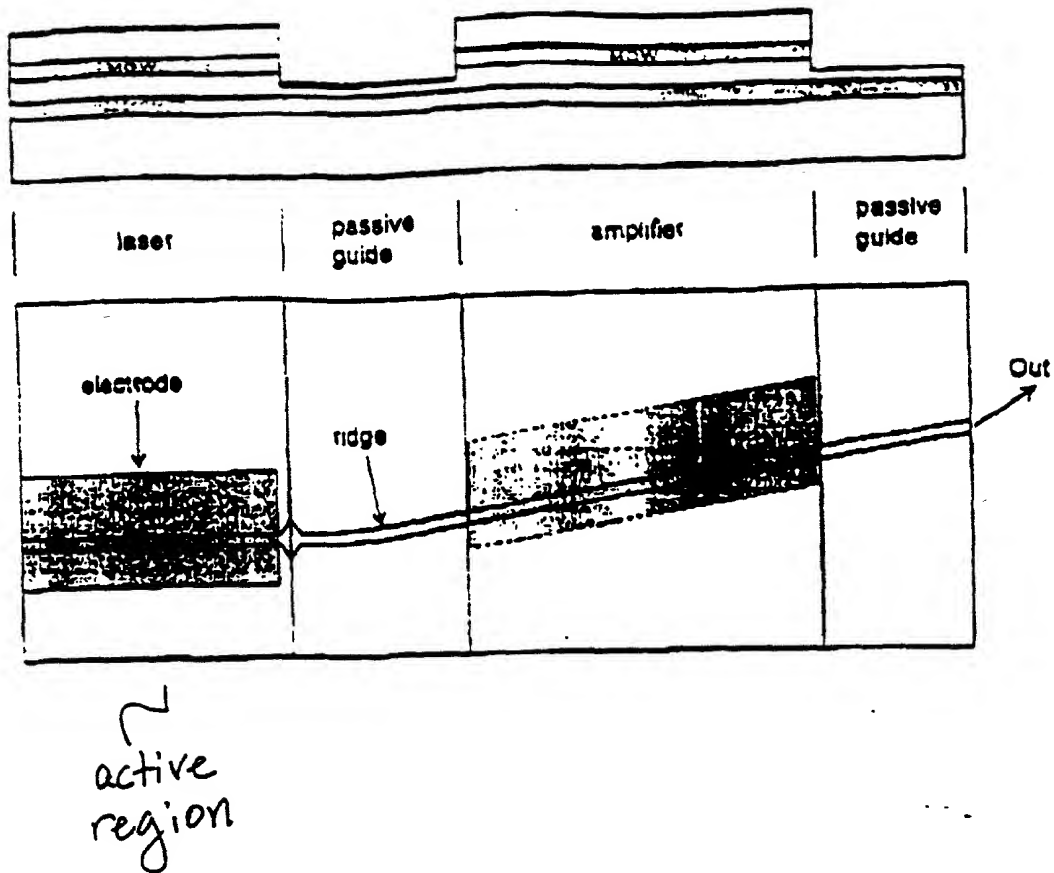 MQW
MQW
laser
passive
guide
amplifier
passive
guide
electrode
ridge
Out
active
region